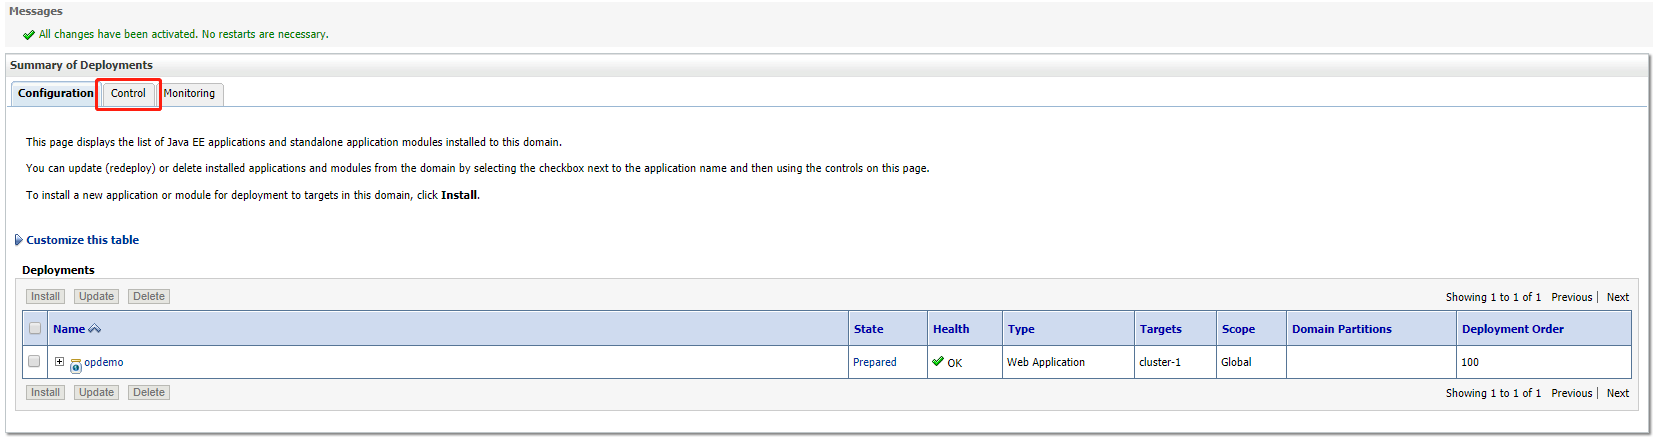 Messages
All changes have been activated. No restarts are necessary.
Summary of Deployments
Configuration Control Monitoring
This page displays the list of Java EE applications and standalone application modules installed to this domain.
You can update (redeploy) or delete installed applications and modules from the domain by selecting the checkbox next to the application name and then using the controls on this page.
To install a new application or module for deployment to targets in this domain, click Install.
Customize this table
Deployments
Install Update Delete Showing 1 to 1 of 1 Previous | Next
Name State Health Type Targets Scope Domain Partitions Deployment Order
opdemo Prepared OK Web Application cluster-1 Global 100
Install Update Delete Showing 1 to 1 of 1 Previous | Next